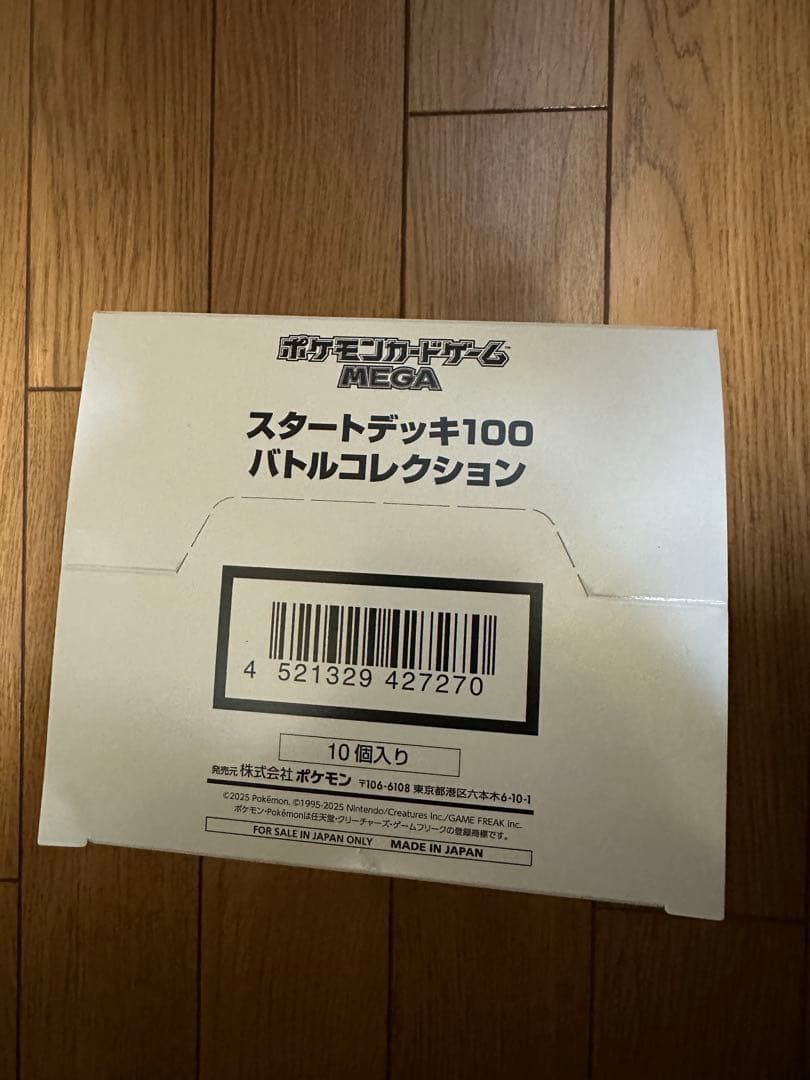 ポケモンカードゲーム™
MEGA
スタートデッキ100
バトルコレクション
4 521329 427270
10個入り
発売元 株式会社 ポケモン 〒106-6108 東京都港区六本木6-10-1
©2025 Pokémon. ©1995-2025 Nintendo/Creatures Inc./GAME FREAK inc.
ポケモン・Pokémonは任天堂・クリーチャーズ・ゲームフリークの登録商標です。
FOR SALE IN JAPAN ONLY MADE IN JAPAN